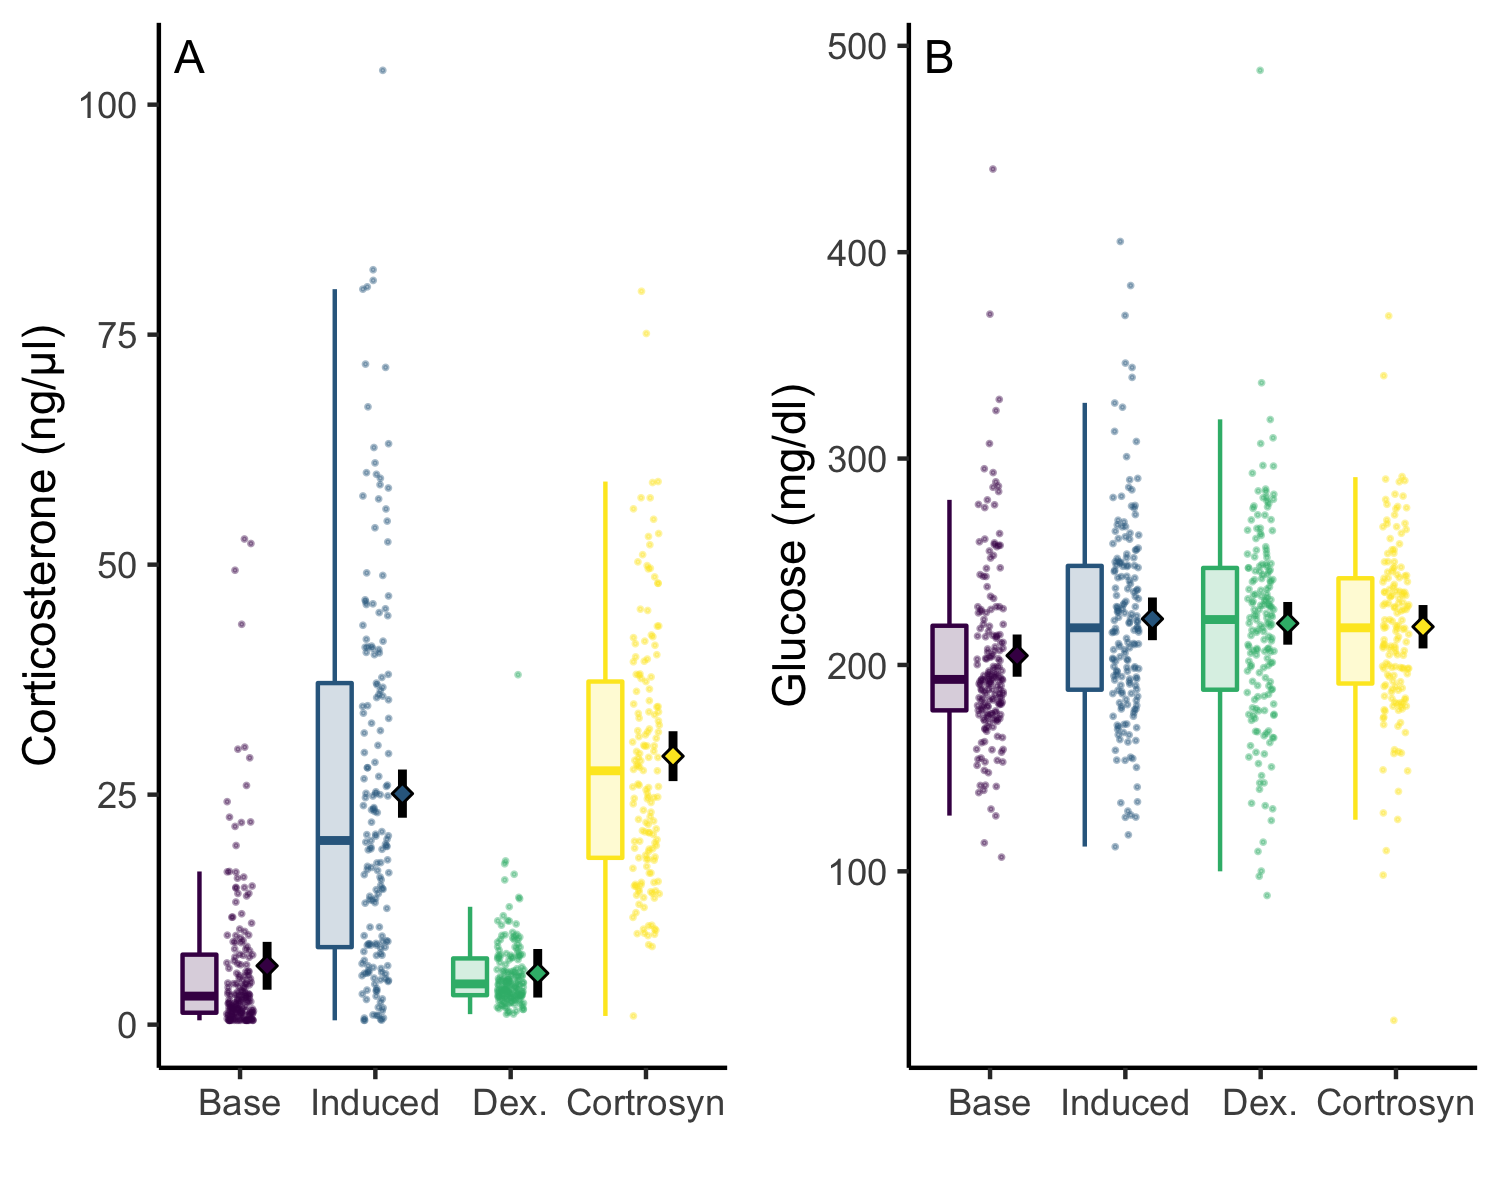 A
Corticosterone (ng/μl)
100
75
50
25
0
Base Induced Dex. Cortrosyn
B
Glucose (mg/dl)
500
400
300
200
100
Base Induced Dex. Cortrosyn